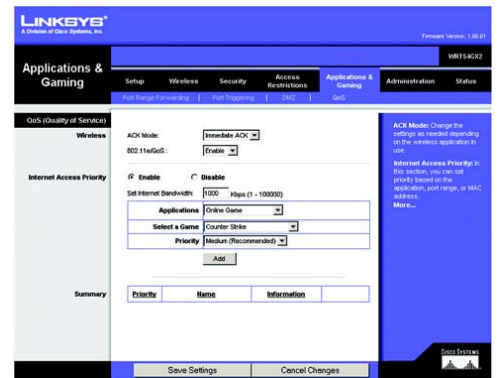 LINKSYS®
A Division of Cisco Systems, Inc.
Firmware Version: 1.00.01
Applications & Gaming
WRT54GX2
Setup Wireless Security Access Restrictions Applications & Gaming Administration Status
Port Range Forwarding | Port Triggering | DMZ | QoS
QoS (Quality of Service)
Wireless
ACK Mode: Immediate ACK
802.11e/QoS : Enable
Internet Access Priority
Enable Disable
Set Internet Bandwidth: 1000 Kbps (1 - 100000)
Applications Online Game
Select a Game Counter Strike
Priority Medium (Recommended)
Add
Summary
Priority Name Information
ACK Mode: Change the
settings as needed depending
on the wireless application in
use.
Internet Access Priority: In
this section, you can set
priority based on the
application, port range, or MAC
address.
More...
CISCO SYSTEMS
Save Settings Cancel Changes